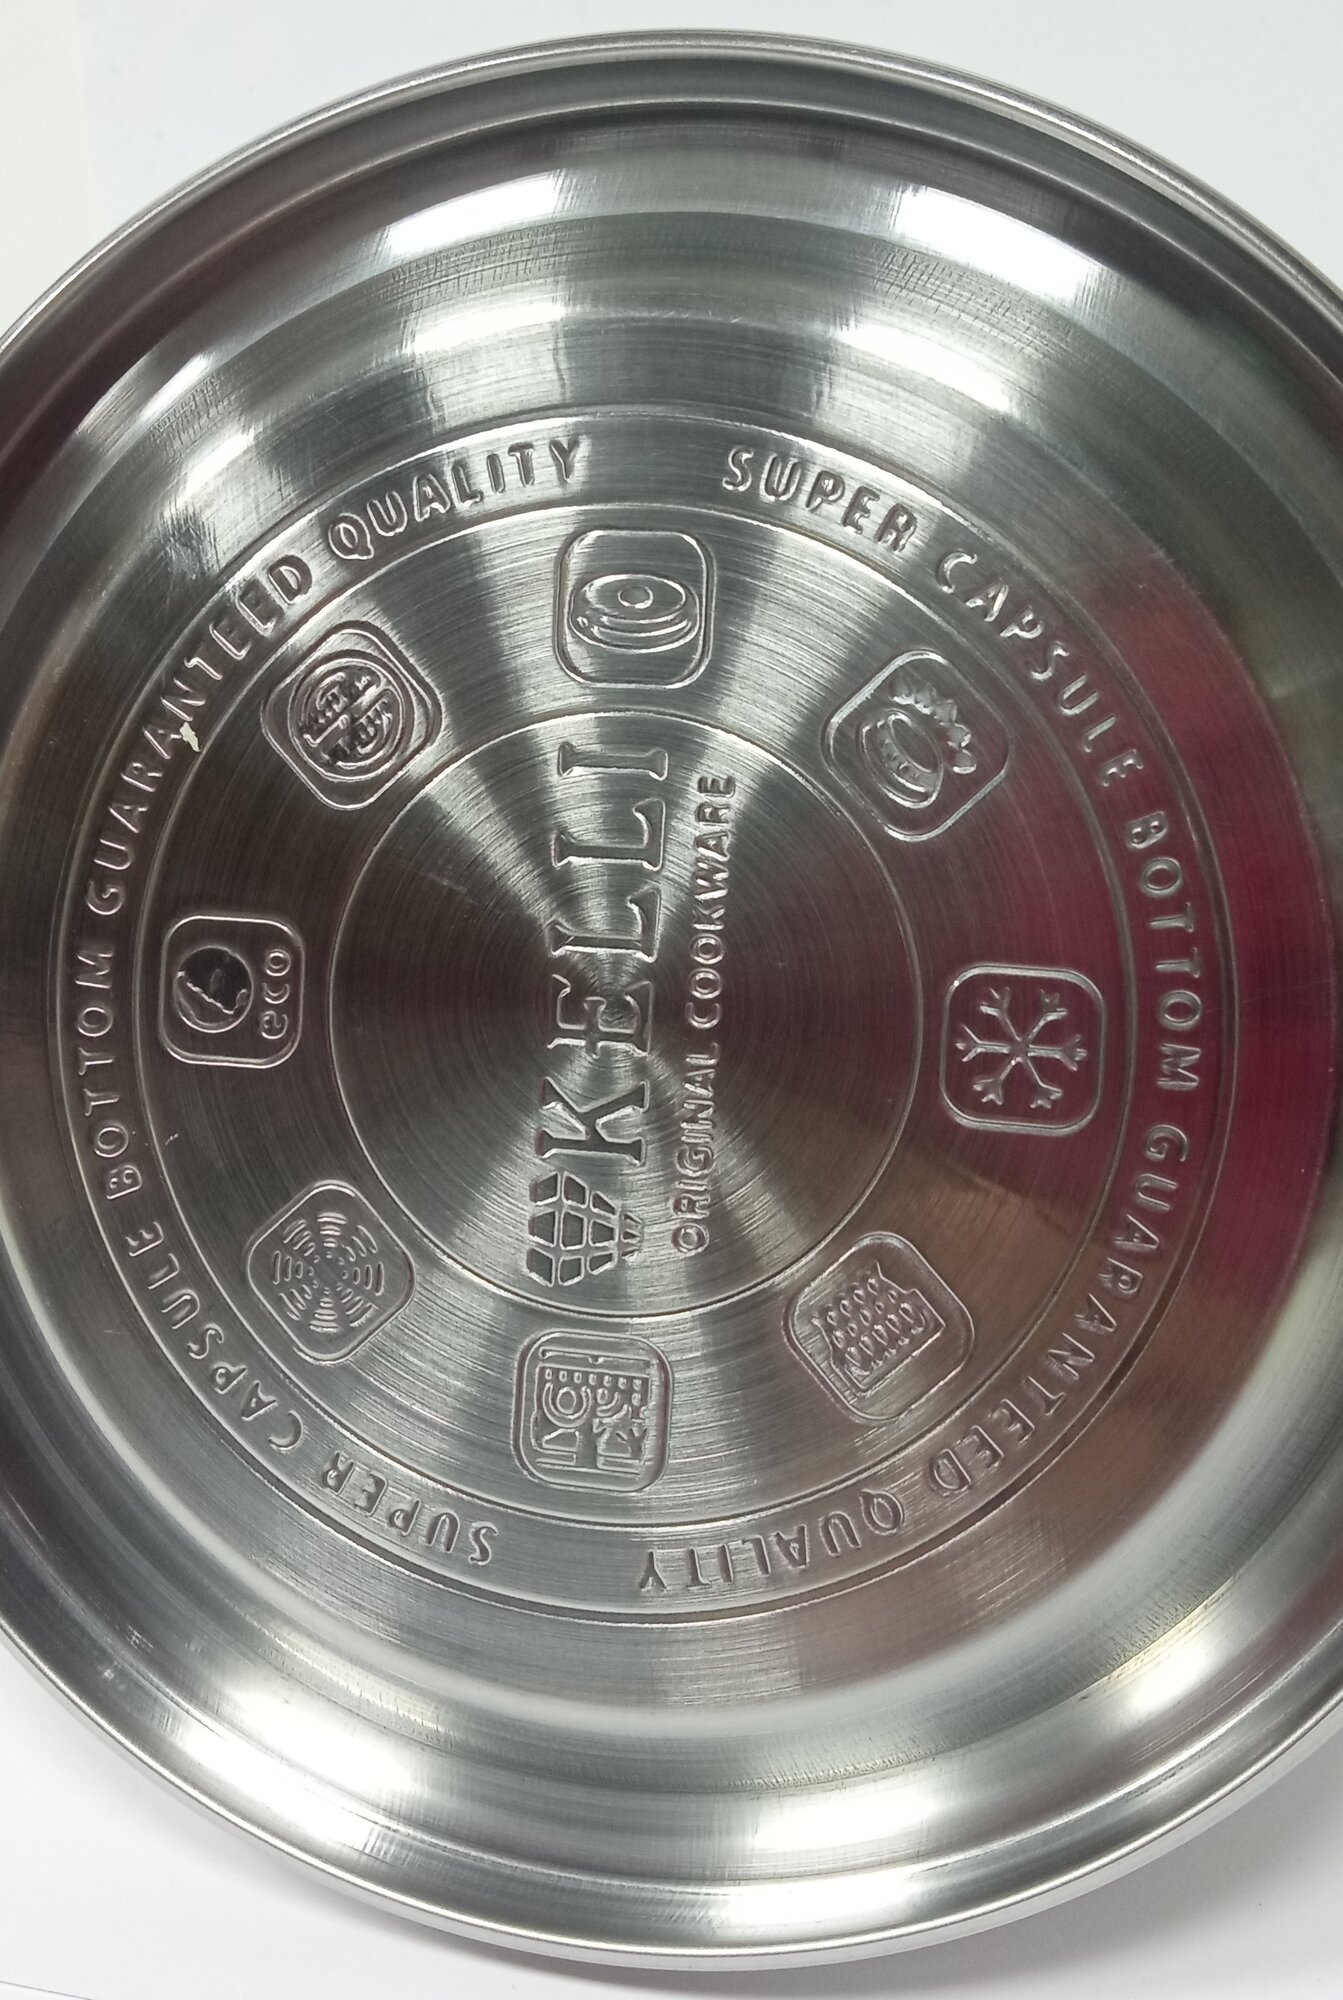 KELLI
ORIGINAL COOKWARE
SUPER CAPSULE BOTTOM GUARANTEED QUALITY
SUPER CAPSULE BOTTOM GUARANTEED QUALITY
eco